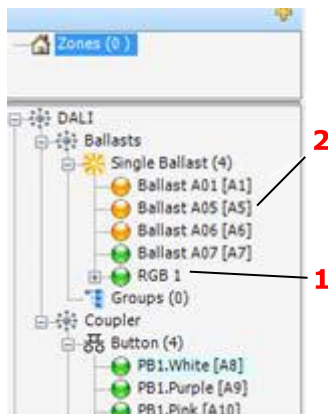 Zones (0 )
DALI
Ballasts
Single Ballast (4)
Ballast A01 [A1]
2
Ballast A05 [A5]
Ballast A06 [A6]
Ballast A07 [A7]
RGB 1
1
Groups (0)
Coupler
Button (4)
PB1.White [A8]
PB1.Purple [A9]
PB1.Pink [A10]